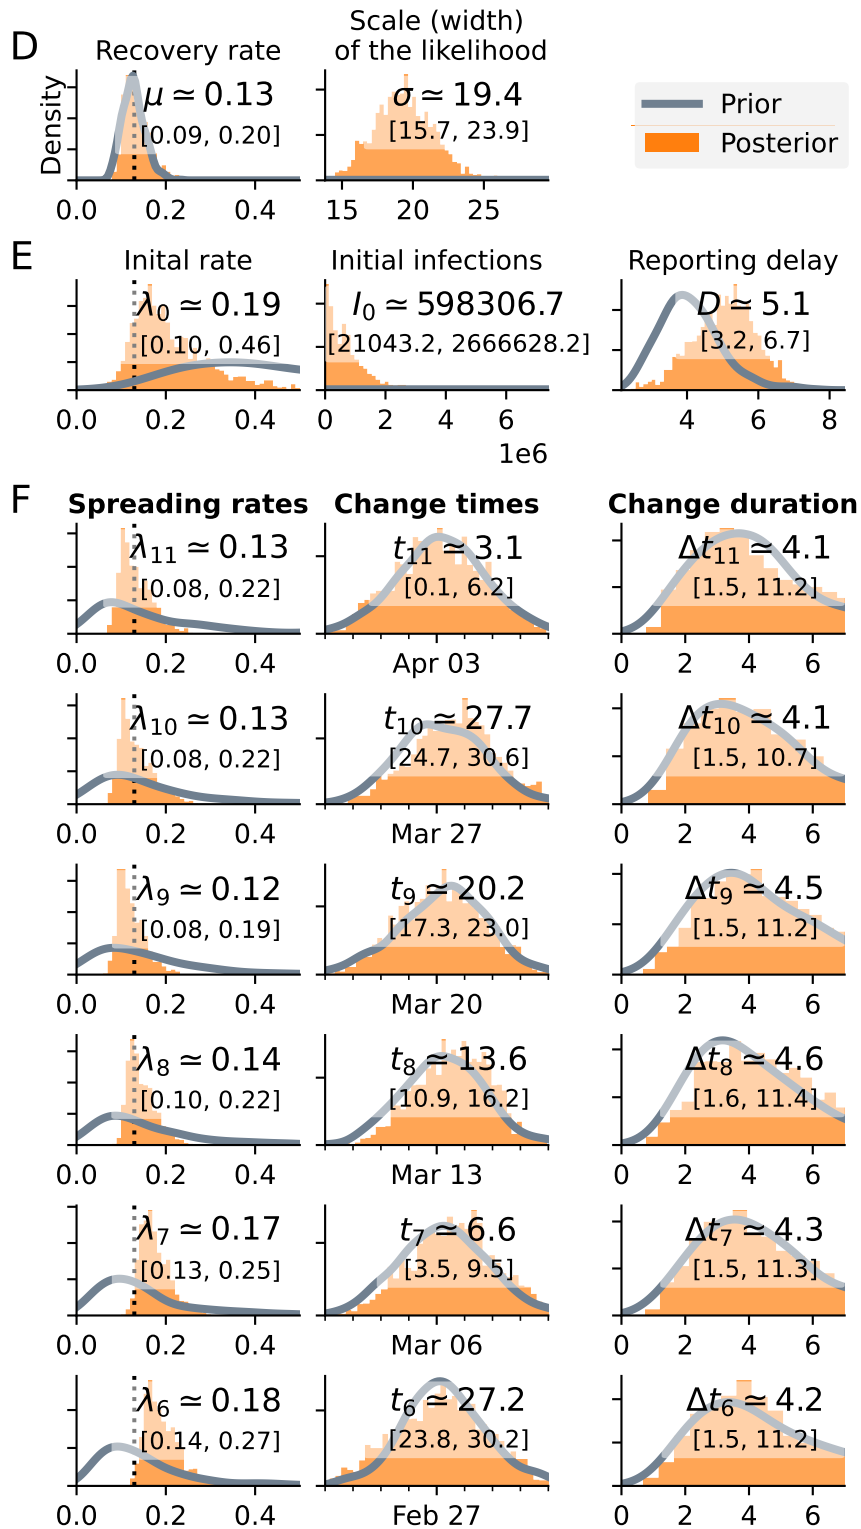 D
Recovery rate
Scale (width)
of the likelihood
Density
μ ≃ 0.13
[0.09, 0.20]
σ ≃ 19.4
[15.7, 23.9]
Prior
Posterior
0.0 0.2 0.4
15 20 25
E
Inital rate
Initial infections
Reporting delay
λ0 ≃ 0.19
[0.10, 0.46]
I0 ≃ 598306.7
[21043.2, 2666628.2]
D ≃ 5.1
[3.2, 6.7]
0.0 0.2 0.4
0 2 4 6
1e6
4 6 8
F
Spreading rates
Change times
Change duration
λ11 ≃ 0.13
[0.08, 0.22]
t11 ≃ 3.1
[0.1, 6.2]
Δt11 ≃ 4.1
[1.5, 11.2]
0.0 0.2 0.4
Apr 03
0 2 4 6
λ10 ≃ 0.13
[0.08, 0.22]
t10 ≃ 27.7
[24.7, 30.6]
Δt10 ≃ 4.1
[1.5, 10.7]
0.0 0.2 0.4
Mar 27
0 2 4 6
λ9 ≃ 0.12
[0.08, 0.19]
t9 ≃ 20.2
[17.3, 23.0]
Δt9 ≃ 4.5
[1.5, 11.2]
0.0 0.2 0.4
Mar 20
0 2 4 6
λ8 ≃ 0.14
[0.10, 0.22]
t8 ≃ 13.6
[10.9, 16.2]
Δt8 ≃ 4.6
[1.6, 11.4]
0.0 0.2 0.4
Mar 13
0 2 4 6
λ7 ≃ 0.17
[0.13, 0.25]
t7 ≃ 6.6
[3.5, 9.5]
Δt7 ≃ 4.3
[1.5, 11.3]
0.0 0.2 0.4
Mar 06
0 2 4 6
λ6 ≃ 0.18
[0.14, 0.27]
t6 ≃ 27.2
[23.8, 30.2]
Δt6 ≃ 4.2
[1.5, 11.2]
0.0 0.2 0.4
Feb 27
0 2 4 6